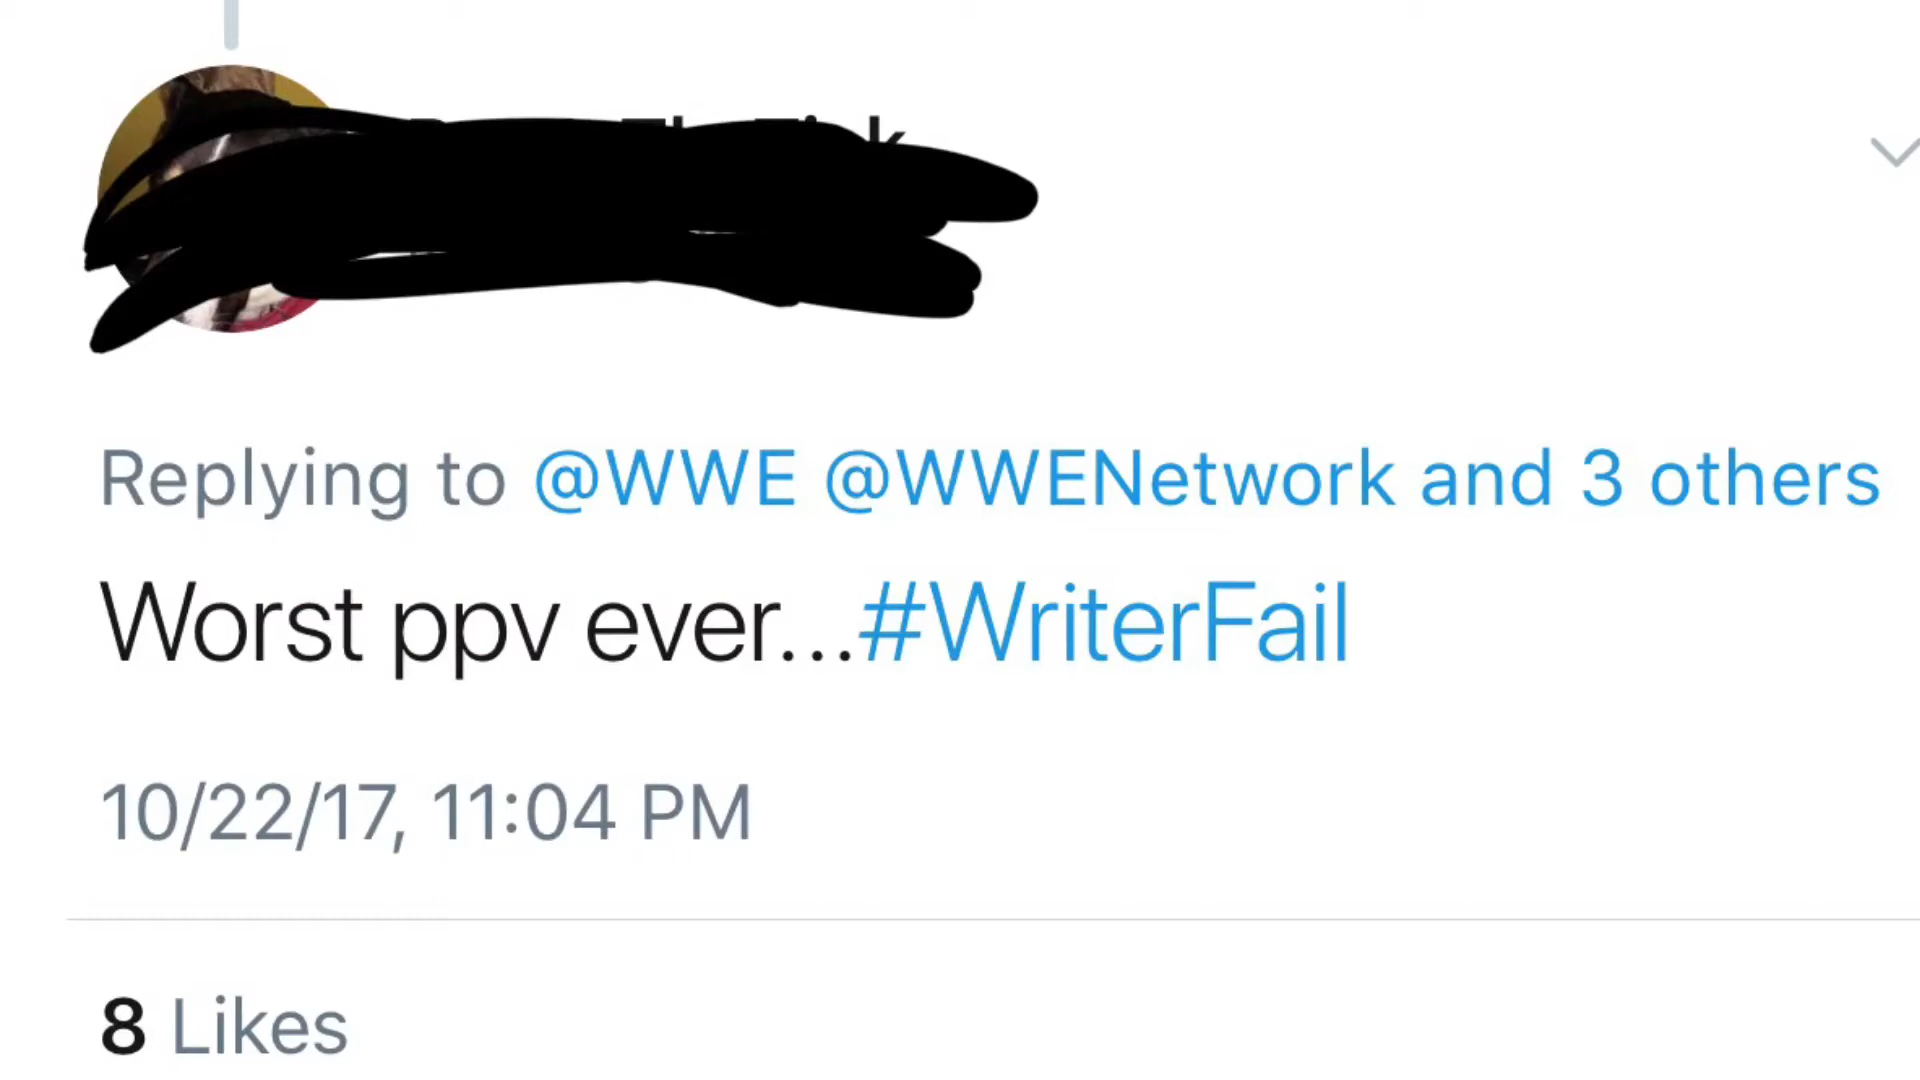 Replying to @WWE @WWENetwork and 3 others
Worst ppv ever...#WriterFail
10/22/17, 11:04 PM
8 Likes